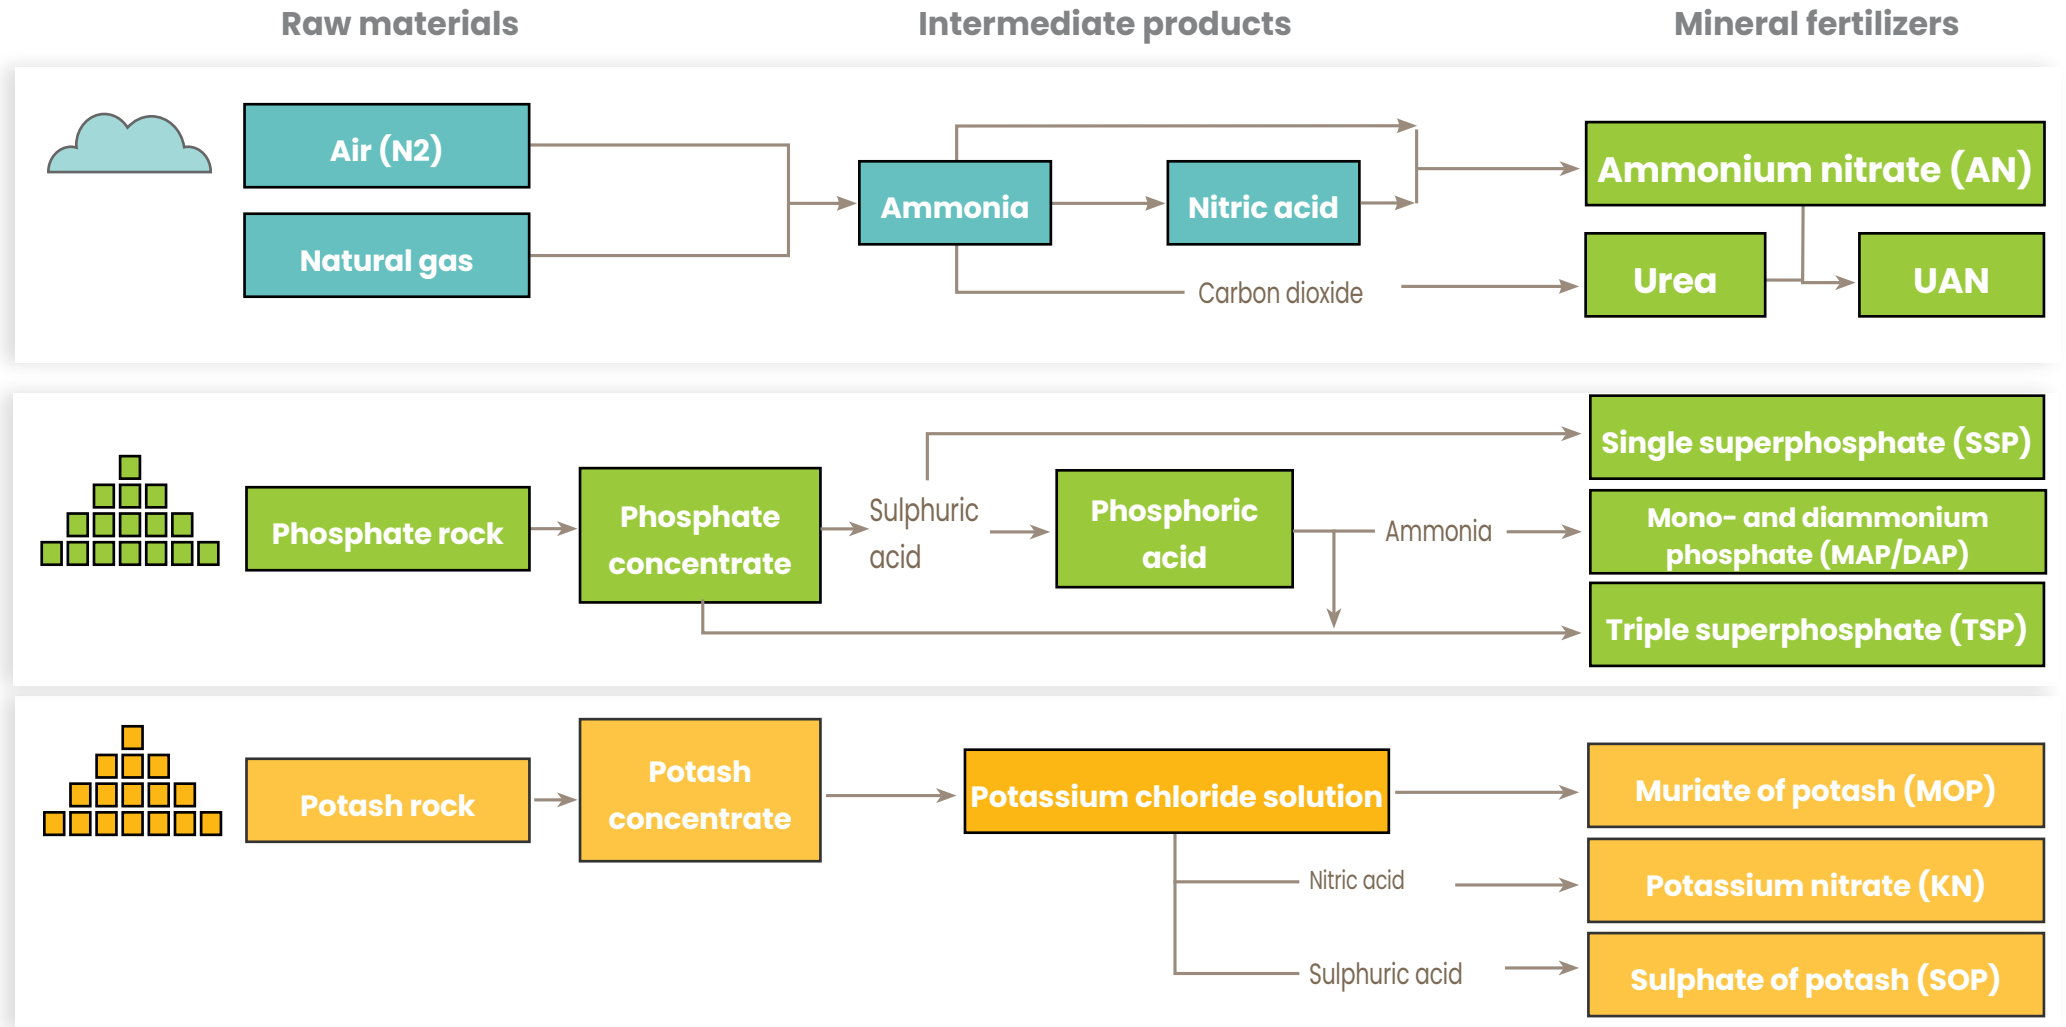 Raw materials
Intermediate products
Mineral fertilizers
Air (N2)
Natural gas
Ammonia
Nitric acid
Carbon dioxide
Ammonium nitrate (AN)
Urea
UAN
Phosphate rock
Phosphate
concentrate
Sulphuric
acid
Phosphoric
acid
Ammonia
Single superphosphate (SSP)
Mono- and diammonium
phosphate (MAP/DAP)
Triple superphosphate (TSP)
Potash rock
Potash
concentrate
Potassium chloride solution
Nitric acid
Sulphuric acid
Muriate of potash (MOP)
Potassium nitrate (KN)
Sulphate of potash (SOP)